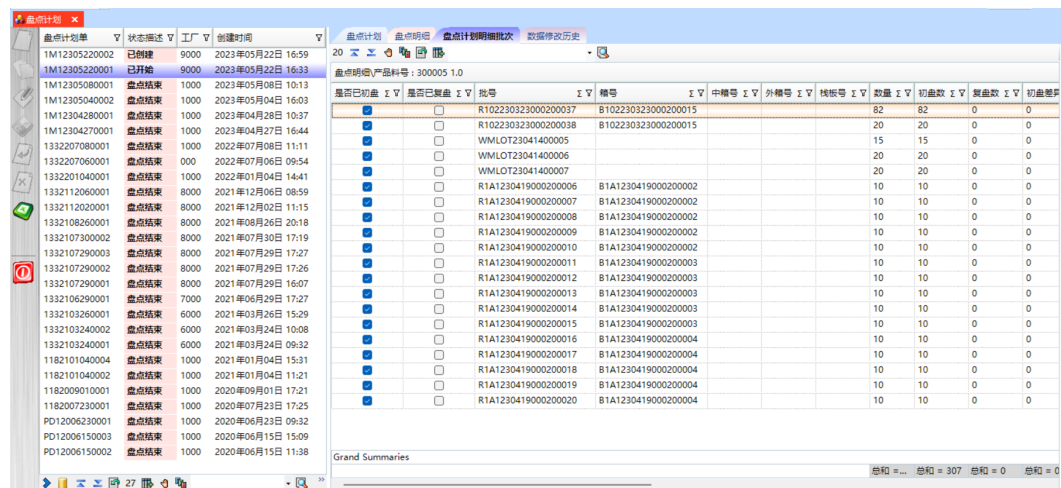 盘点计划
盘点计划单 状态描述 工厂 创建时间
1M12305220002 已创建 9000 2023年05月22日 16:59
1M12305220001 已开始 9000 2023年05月22日 16:33
1M12305080001 盘点结束 1000 2023年05月08日 10:13
1M12305040002 盘点结束 1000 2023年05月04日 16:03
1M12304280001 盘点结束 1000 2023年04月28日 10:37
1M12304270001 盘点结束 1000 2023年04月27日 16:44
1332207080001 盘点结束 1000 2022年07月08日 11:11
1332207060001 盘点结束 000 2022年07月06日 09:54
1332201040001 盘点结束 1000 2022年01月04日 14:41
1332112060001 盘点结束 8000 2021年12月06日 08:59
1332112020001 盘点结束 8000 2021年12月02日 11:15
1332108260001 盘点结束 8000 2021年08月26日 20:18
1332107300002 盘点结束 8000 2021年07月30日 17:19
1332107290003 盘点结束 8000 2021年07月29日 17:27
1332107290002 盘点结束 8000 2021年07月29日 17:26
1332107290001 盘点结束 8000 2021年07月29日 16:07
1332106290001 盘点结束 7000 2021年06月29日 17:27
1332103260001 盘点结束 6000 2021年03月26日 15:29
1332103240002 盘点结束 6000 2021年03月24日 10:08
1332103240001 盘点结束 6000 2021年03月24日 09:32
1182101040004 盘点结束 1000 2021年01月04日 15:31
1182101040002 盘点结束 1000 2021年01月04日 11:21
1182009010001 盘点结束 1000 2020年09月01日 17:21
1182007230001 盘点结束 1000 2020年07月23日 17:25
PD12006230001 盘点结束 1000 2020年06月23日 09:32
PD12006150003 盘点结束 1000 2020年06月15日 15:09
PD12006150002 盘点结束 1000 2020年06月15日 11:38
27
盘点计划 盘点明细 盘点计划明细批次 数据修改历史
20
盘点明细\产品料号 : 300005 1.0
是否已初盘 Σ 是否已复盘 Σ 批号 Σ 箱号 Σ 中箱号 Σ 外箱号 Σ 栈板号 Σ 数量 Σ 初盘数 Σ 复盘数 Σ 初盘差异
R102230323000200037 B102230323000200015 82 82 0 0
R102230323000200038 B102230323000200015 20 20 0 0
WMLOT23041400005 15 15 0 0
WMLOT23041400006 20 20 0 0
WMLOT23041400007 20 20 0 0
R1A1230419000200006 B1A1230419000200002 10 10 0 0
R1A1230419000200007 B1A1230419000200002 10 10 0 0
R1A1230419000200008 B1A1230419000200002 10 10 0 0
R1A1230419000200009 B1A1230419000200002 10 10 0 0
R1A1230419000200010 B1A1230419000200002 10 10 0 0
R1A1230419000200011 B1A1230419000200003 10 10 0 0
R1A1230419000200012 B1A1230419000200003 10 10 0 0
R1A1230419000200013 B1A1230419000200003 10 10 0 0
R1A1230419000200014 B1A1230419000200003 10 10 0 0
R1A1230419000200015 B1A1230419000200003 10 10 0 0
R1A1230419000200016 B1A1230419000200004 10 10 0 0
R1A1230419000200017 B1A1230419000200004 10 10 0 0
R1A1230419000200018 B1A1230419000200004 10 10 0 0
R1A1230419000200019 B1A1230419000200004 10 10 0 0
R1A1230419000200020 B1A1230419000200004 10 10 0 0
Grand Summaries
总和 =... 总和 = 307 总和 = 0 总和 = 0